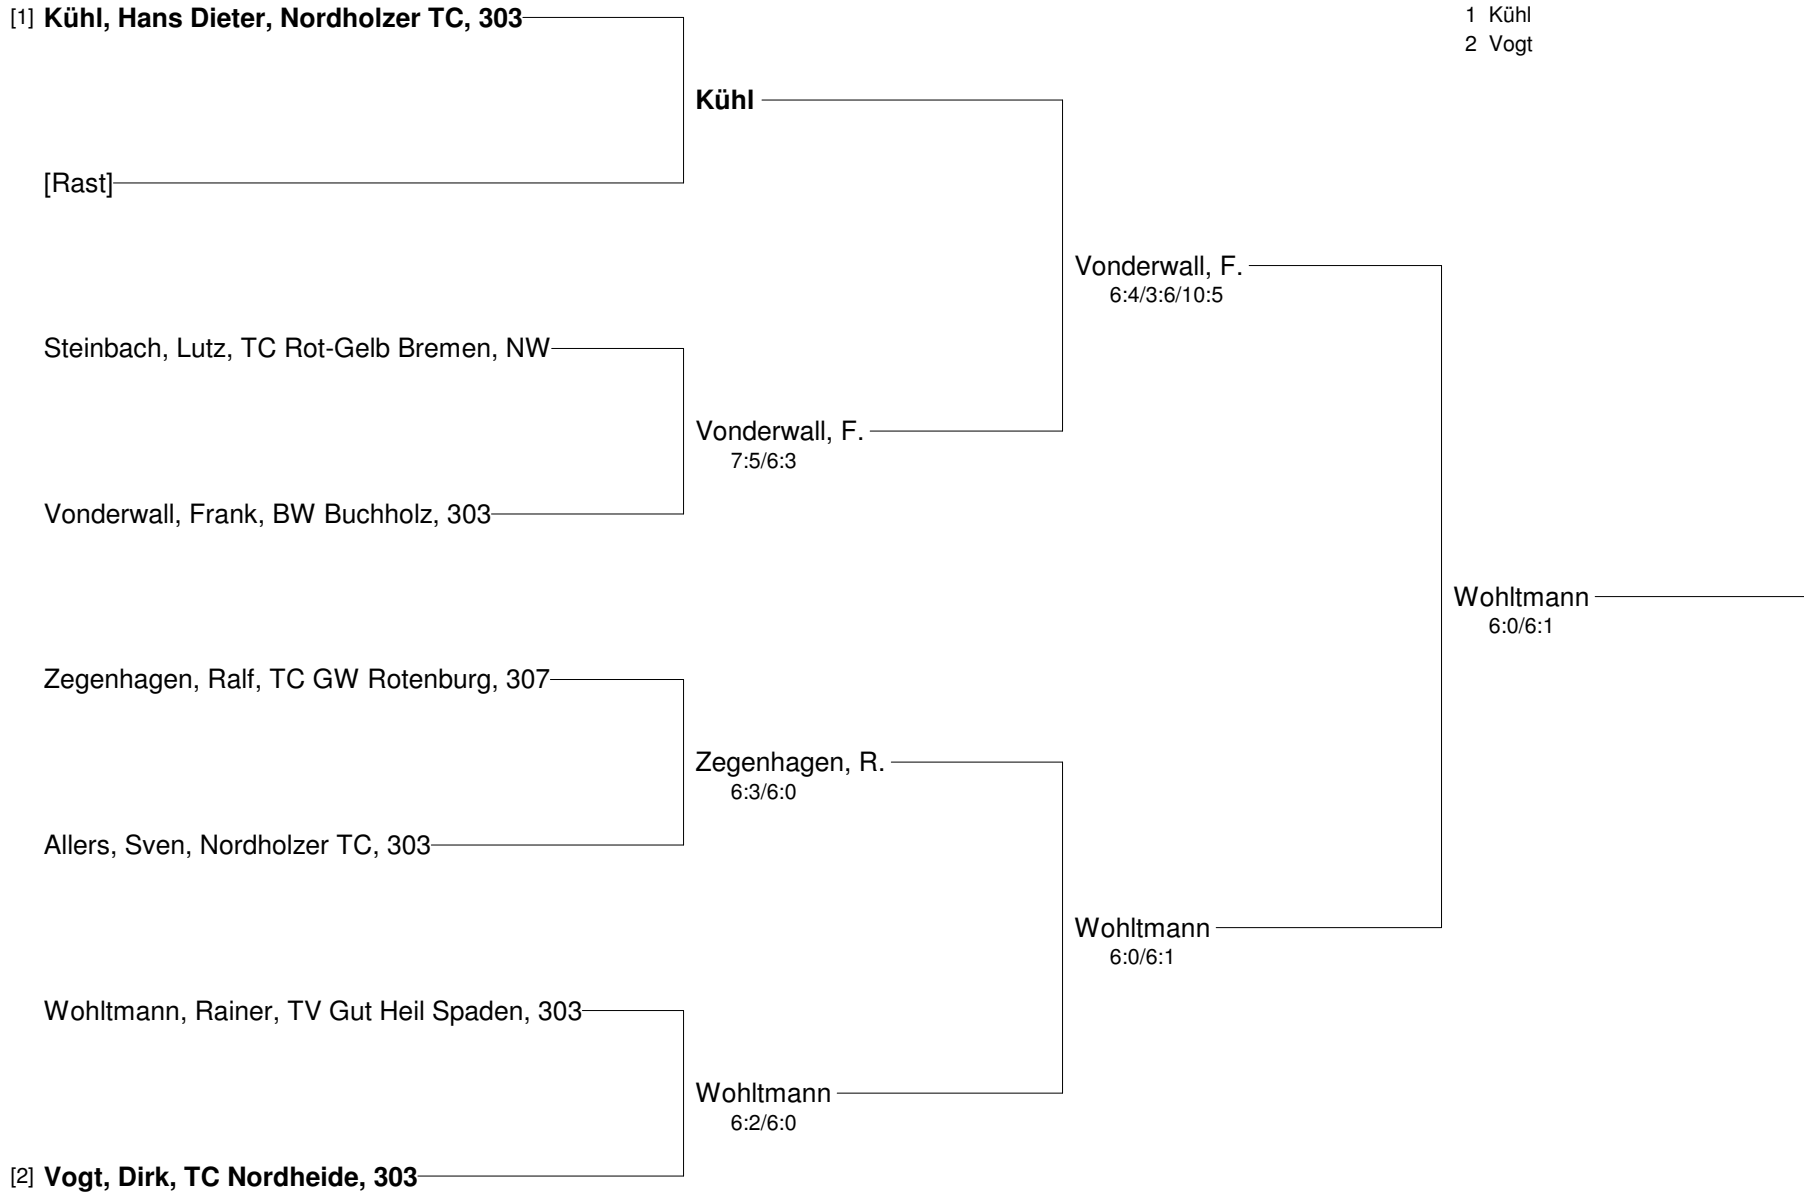 [1] Kühl, Hans Dieter, Nordholzer TC, 303
1 Kühl
2 Vogt
Kühl
[Rast]
Vonderwall, F.
6:4/3:6/10:5
Steinbach, Lutz, TC Rot-Gelb Bremen, NW
Vonderwall, F.
7:5/6:3
Vonderwall, Frank, BW Buchholz, 303
Wohltmann
6:0/6:1
Zegenhagen, Ralf, TC GW Rotenburg, 307
Zegenhagen, R.
6:3/6:0
Allers, Sven, Nordholzer TC, 303
Wohltmann
6:0/6:1
Wohltmann, Rainer, TV Gut Heil Spaden, 303
Wohltmann
6:2/6:0
[2] Vogt, Dirk, TC Nordheide, 303